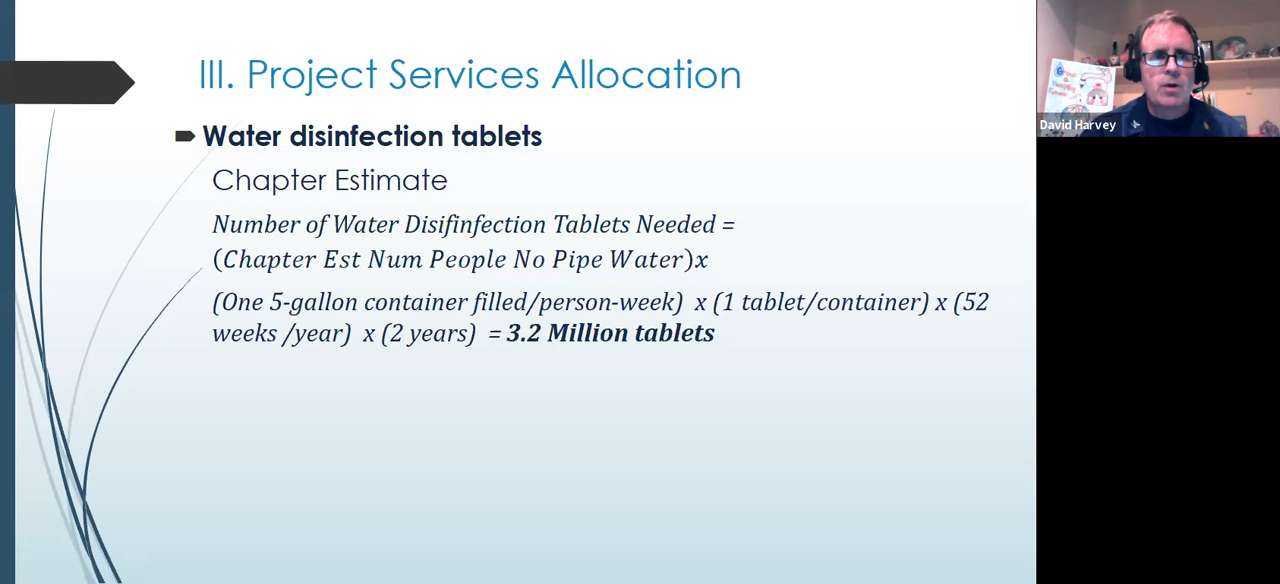 III. Project Services Allocation
Water disinfection tablets
Chapter Estimate
Number of Water Disifinfection Tablets Needed =
(Chapter Est Num People No Pipe Water)x
(One 5-gallon container filled/person-week) x (1 tablet/container) x (52
weeks /year) x (2 years) = 3.2 Million tablets
David Harvey